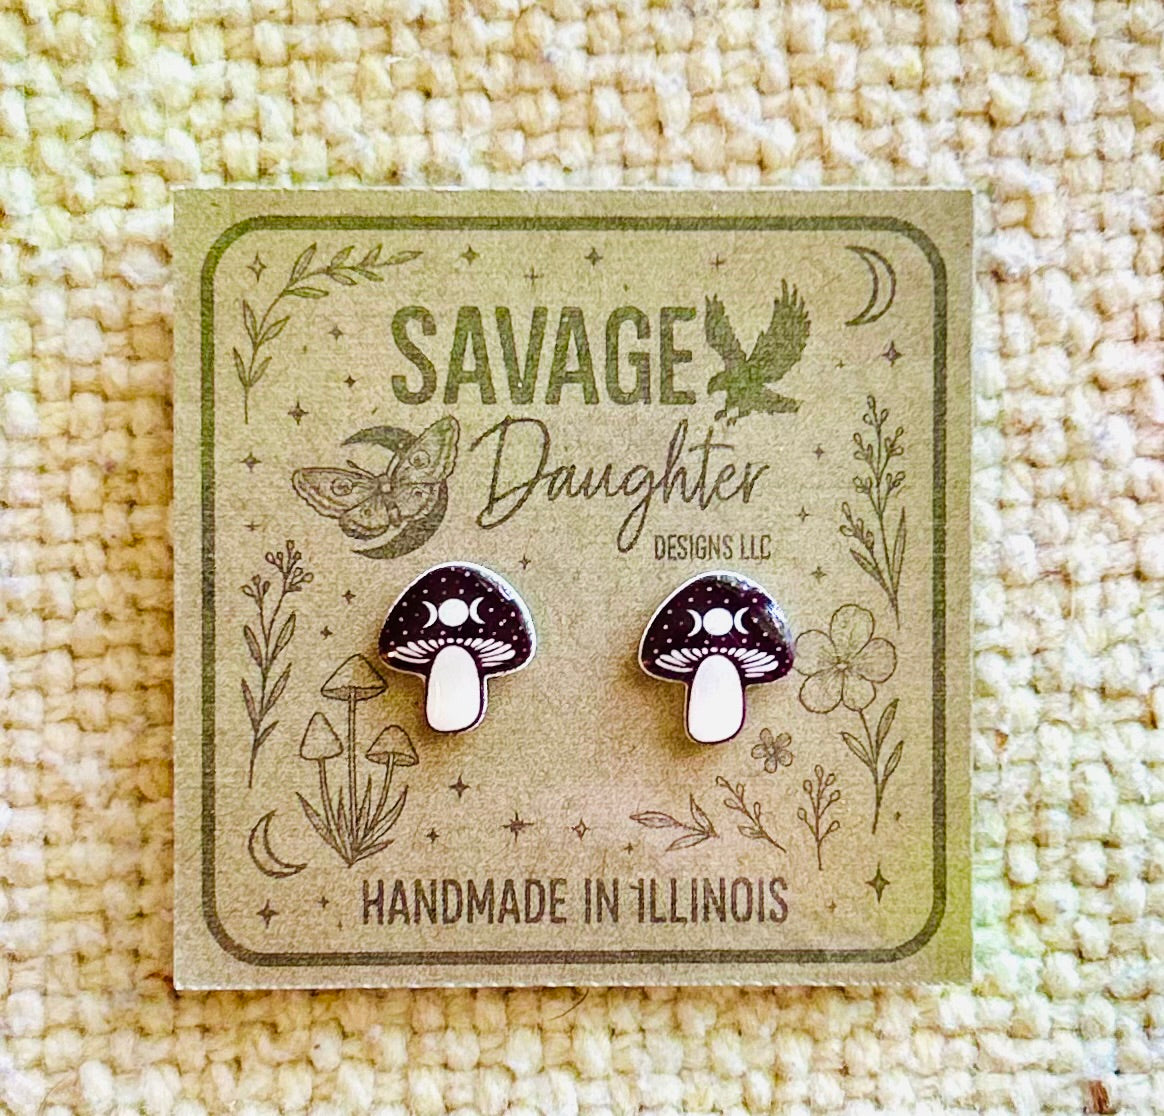 SAVAGE
Daughter
DESIGNS LLC
HANDMADE IN ILLINOIS